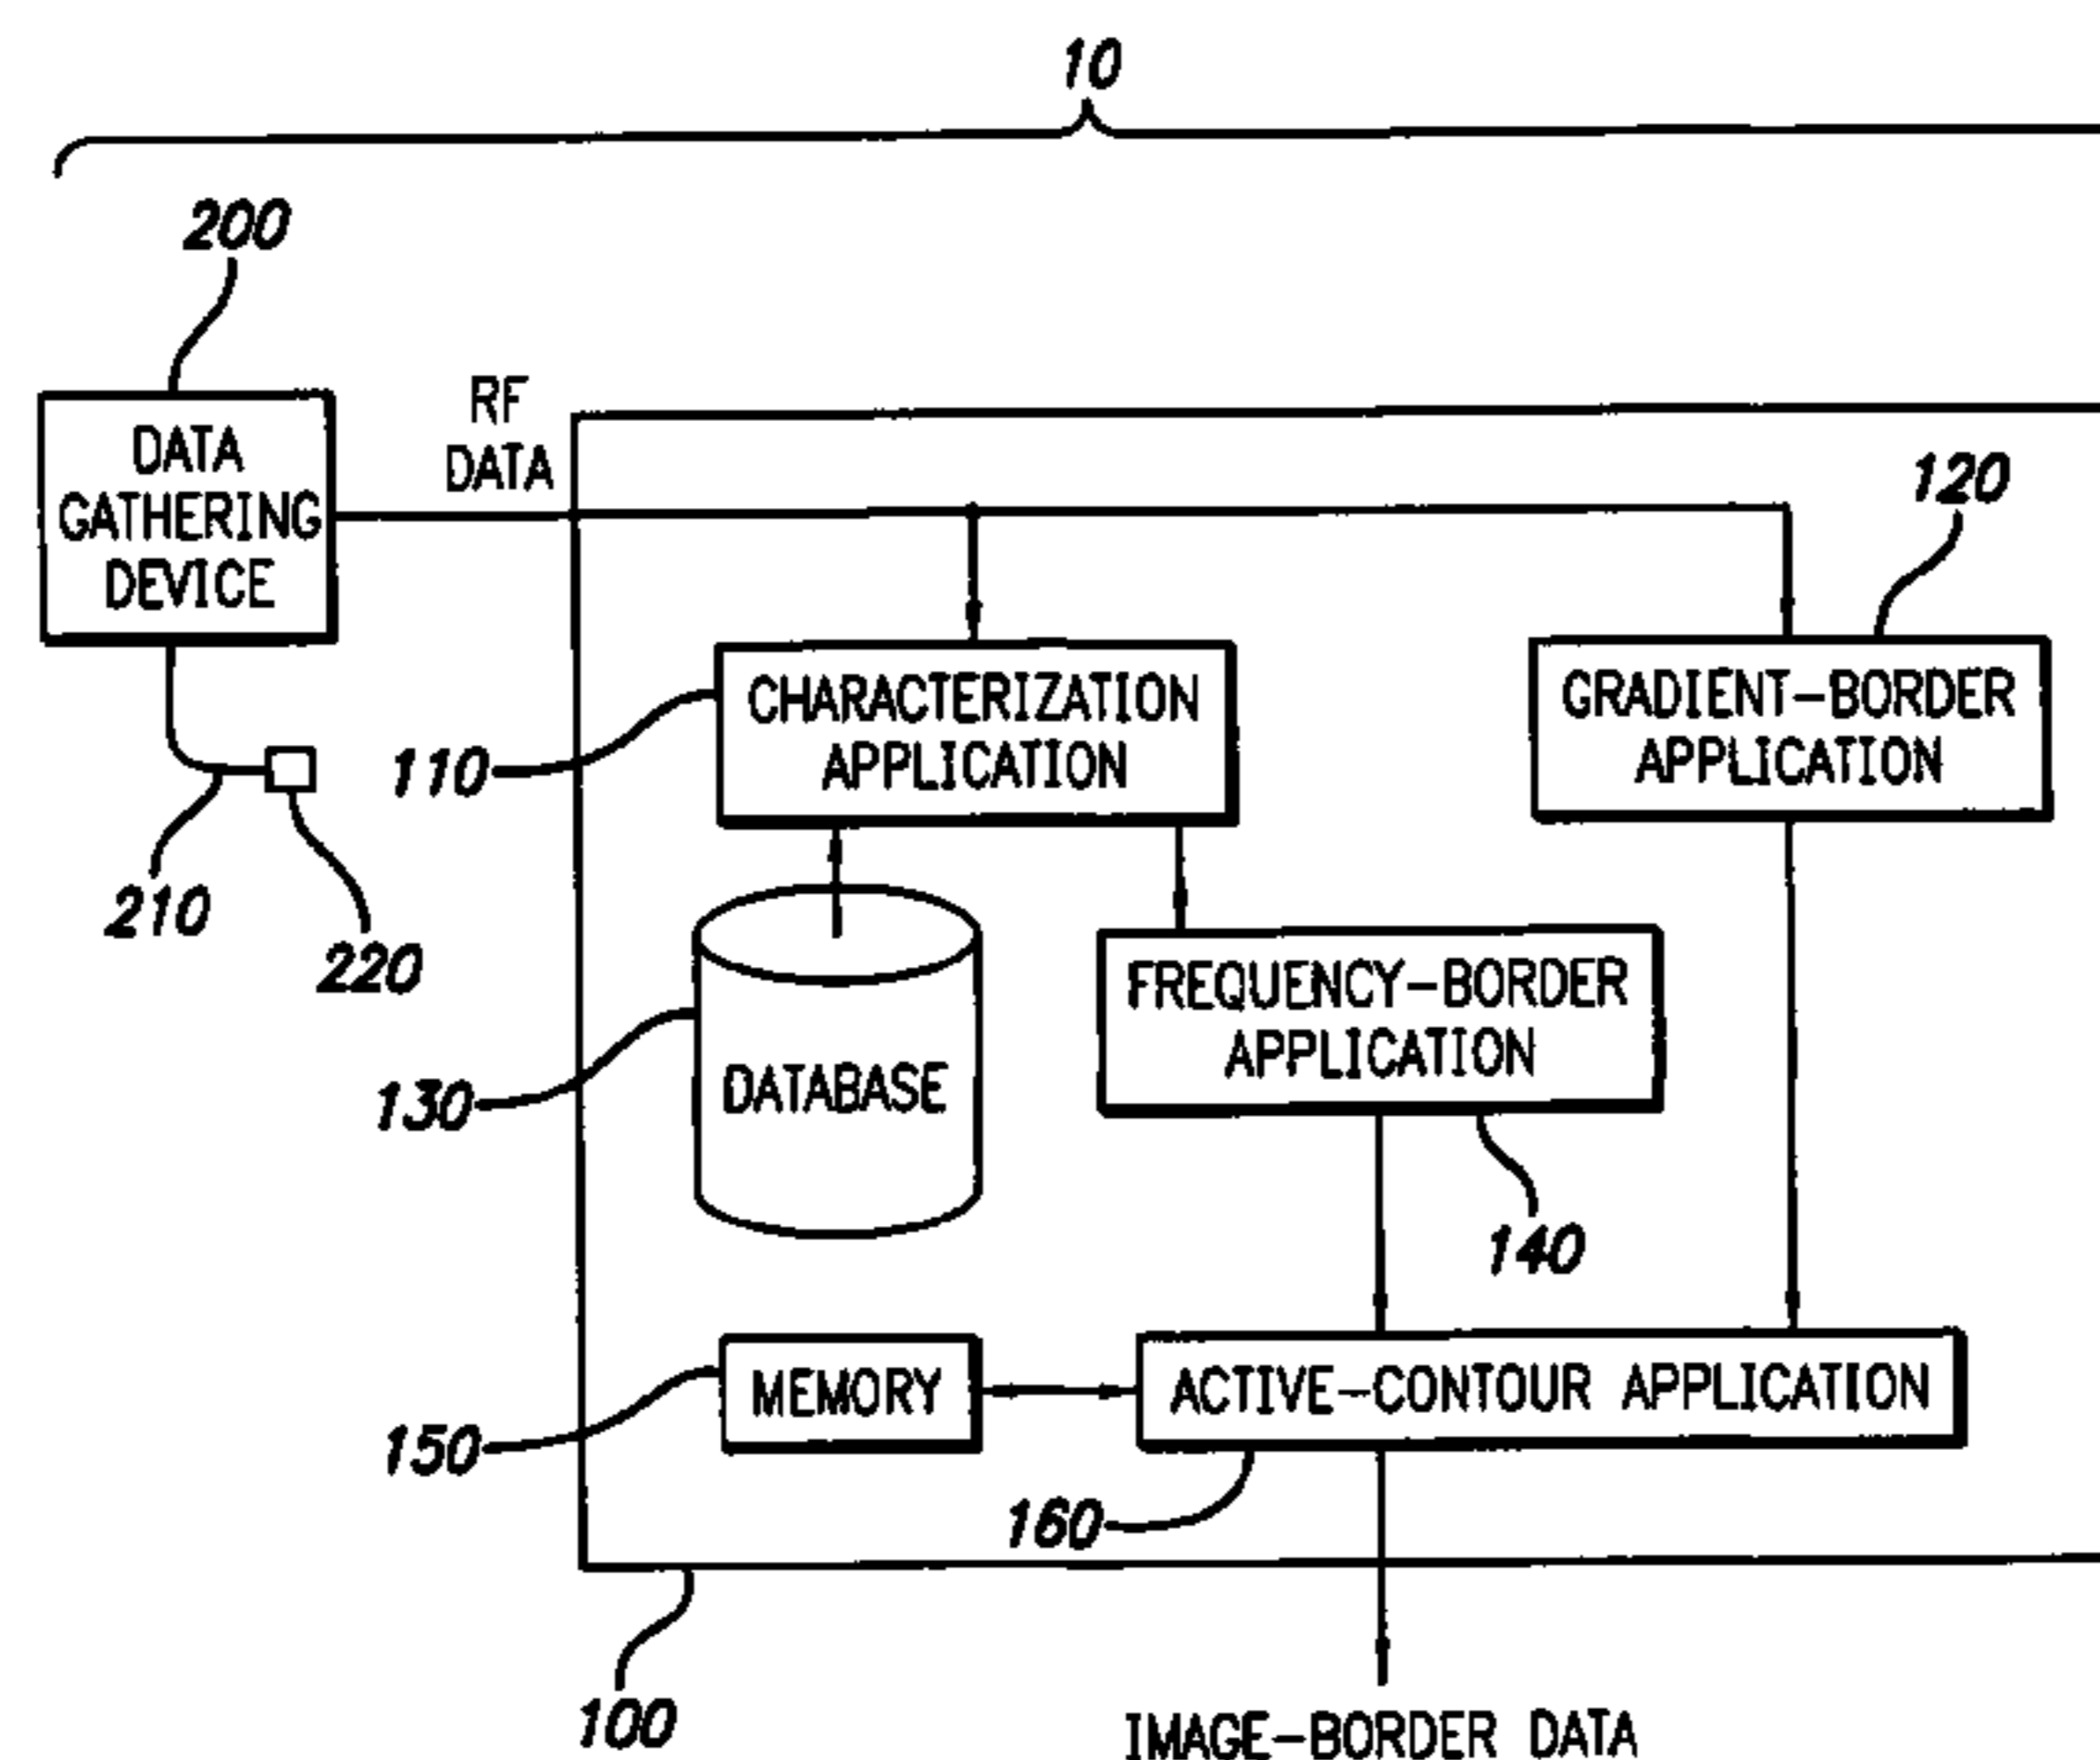 10
200
DATA
GATHERING
DEVICE
RF
DATA
120
CHARACTERIZATION
APPLICATION
GRADIENT-BORDER
APPLICATION
110
210
220
FREQUENCY-BORDER
APPLICATION
130
DATABASE
140
MEMORY
ACTIVE-CONTOUR APPLICATION
150
160
100
IMAGE-BORDER DATA